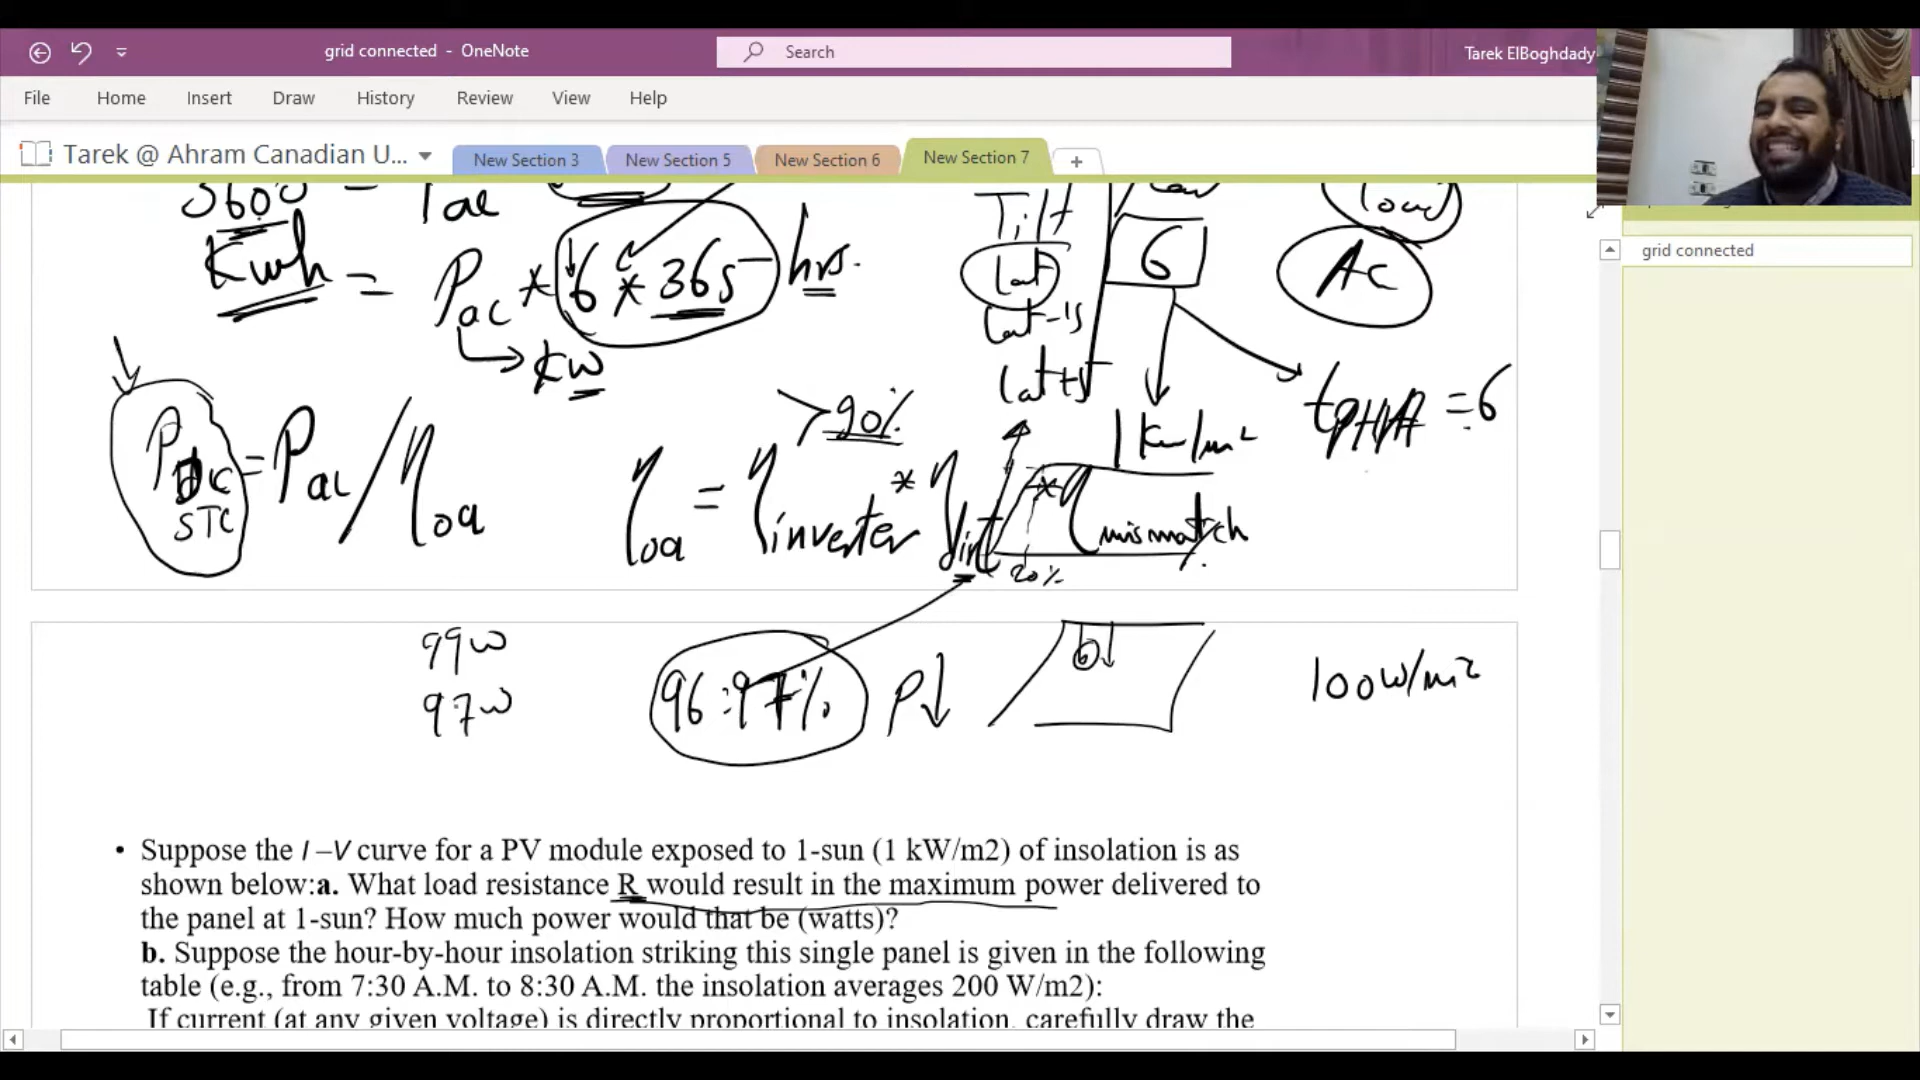 grid connected - OneNote
Search
Tarek ElBoghdady
File Home Insert Draw History Review View Help
Tarek @ Ahram Canadian U...
New Section 3
New Section 5
New Section 6
New Section 7
+
grid connected
3600 = Pac
Kwh = Pac * 6 * 365 hrs.
Kw
Tilt
lat
lat-15
lat+15
6
load
AC
1 Kw/m²
= 6
>90%
PDC STC = Pac / ηoa
ηoa = ηinverter * ηdirt * ηmismatch
20%
99w
97w
96:97%
P↓
6↓
100w/m²
• Suppose the I–V curve for a PV module exposed to 1-sun (1 kW/m2) of insolation is as
shown below:a. What load resistance R would result in the maximum power delivered to
the panel at 1-sun? How much power would that be (watts)?
b. Suppose the hour-by-hour insolation striking this single panel is given in the following
table (e.g., from 7:30 A.M. to 8:30 A.M. the insolation averages 200 W/m2):
If current (at any given voltage) is directly proportional to insolation, carefully draw the